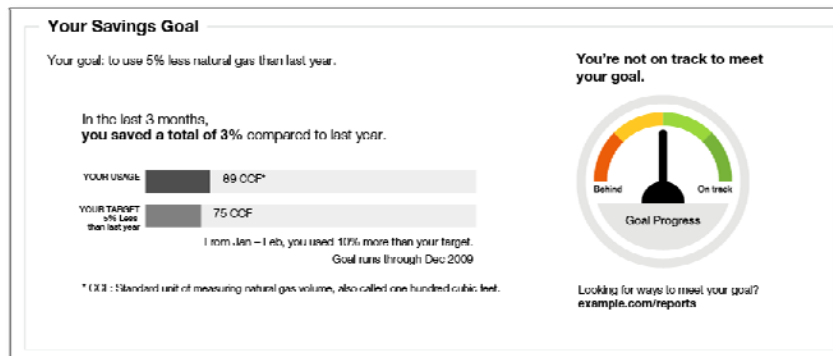 Your Savings Goal
Your goal: to use 5% less natural gas than last year.
In the last 3 months,
you saved a total of 3% compared to last year.
YOUR USAGE
89 CCF*
YOUR TARGET
5% Less
than last year
75 CCF
From Jan – Feb, you used 10% more than your target.
Goal runs through Dec 2009
* CCF: Standard unit of measuring natural gas volume, also called one hundred cubic feet.
You're not on track to meet
your goal.
Behind
On track
Goal Progress
Looking for ways to meet your goal?
example.com/reports